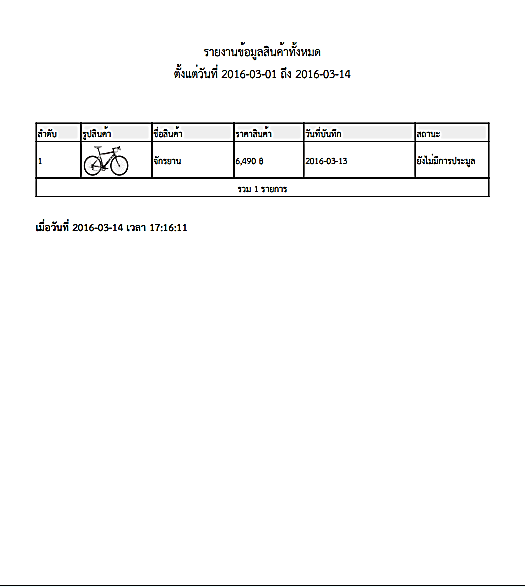 รายงานข้อมูลสินค้าทั้งหมด
ตั้งแต่วันที่ 2016-03-01 ถึง 2016-03-14
ลำดับ รูปสินค้า ชื่อสินค้า ราคาสินค้า วันที่บันทึก สถานะ
1 จักรยาน 6,490 ฿ 2016-03-13 ยังไม่มีการประมูล
รวม 1 รายการ
เมื่อวันที่ 2016-03-14 เวลา 17:16:11